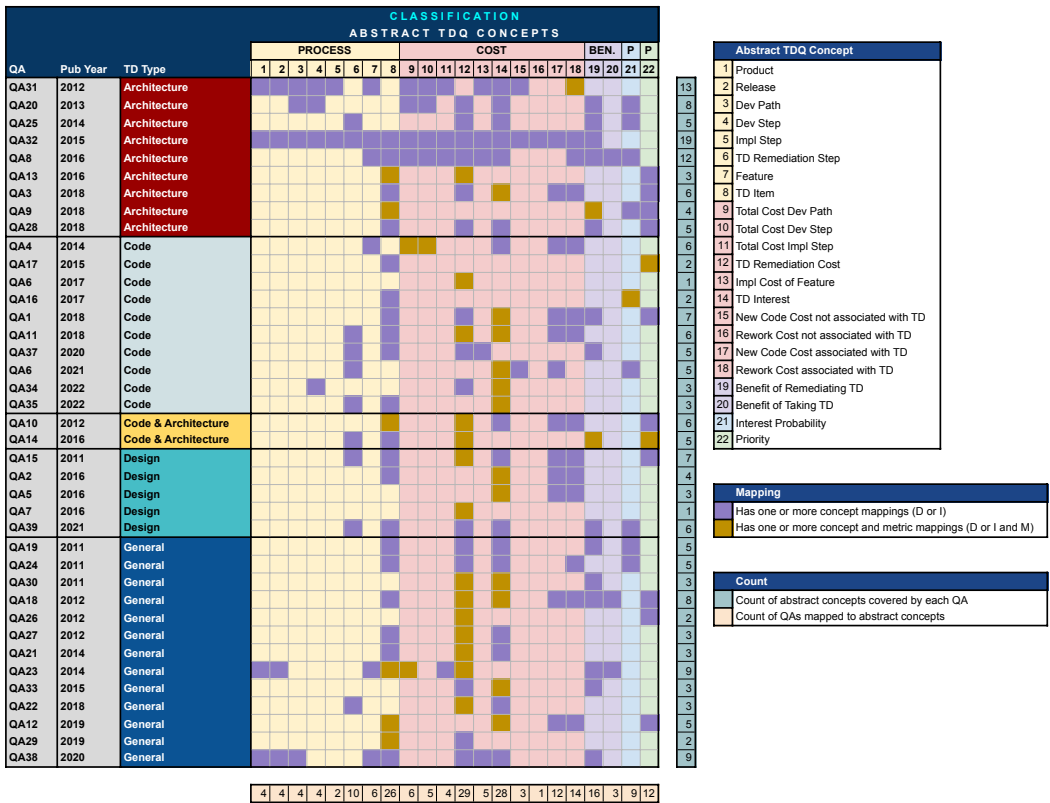 CLASSIFICATION
ABSTRACT TDQ CONCEPTS
PROCESS COST BEN. P P
QA Pub Year TD Type 1 2 3 4 5 6 7 8 9 10 11 12 13 14 15 16 17 18 19 20 21 22
QA31 2012 Architecture 13
QA20 2013 Architecture 8
QA25 2014 Architecture 5
QA32 2015 Architecture 19
QA8 2016 Architecture 12
QA13 2016 Architecture 3
QA3 2018 Architecture 6
QA9 2018 Architecture 4
QA28 2018 Architecture 5
QA4 2014 Code 6
QA17 2015 Code 2
QA6 2017 Code 1
QA16 2017 Code 2
QA1 2018 Code 7
QA11 2018 Code 6
QA37 2020 Code 5
QA6 2021 Code 5
QA34 2022 Code 3
QA35 2022 Code 3
QA10 2012 Code & Architecture 6
QA14 2016 Code & Architecture 5
QA15 2011 Design 7
QA2 2016 Design 4
QA5 2016 Design 3
QA7 2016 Design 1
QA39 2021 Design 6
QA19 2011 General 5
QA24 2011 General 5
QA30 2011 General 3
QA18 2012 General 8
QA26 2012 General 2
QA27 2012 General 3
QA21 2014 General 3
QA23 2014 General 9
QA33 2015 General 3
QA22 2018 General 3
QA12 2019 General 5
QA29 2019 General 2
QA38 2020 General 9
4 4 4 4 2 10 6 26 6 5 4 29 5 28 3 1 12 14 16 3 9 12
Abstract TDQ Concept
1 Product
2 Release
3 Dev Path
4 Dev Step
5 Impl Step
6 TD Remediation Step
7 Feature
8 TD Item
9 Total Cost Dev Path
10 Total Cost Dev Step
11 Total Cost Impl Step
12 TD Remediation Cost
13 Impl Cost of Feature
14 TD Interest
15 New Code Cost not associated with TD
16 Rework Cost not associated with TD
17 New Code Cost associated with TD
18 Rework Cost associated with TD
19 Benefit of Remediating TD
20 Benefit of Taking TD
21 Interest Probability
22 Priority
Mapping
Has one or more concept mappings (D or I)
Has one or more concept and metric mappings (D or I and M)
Count
Count of abstract concepts covered by each QA
Count of QAs mapped to abstract concepts